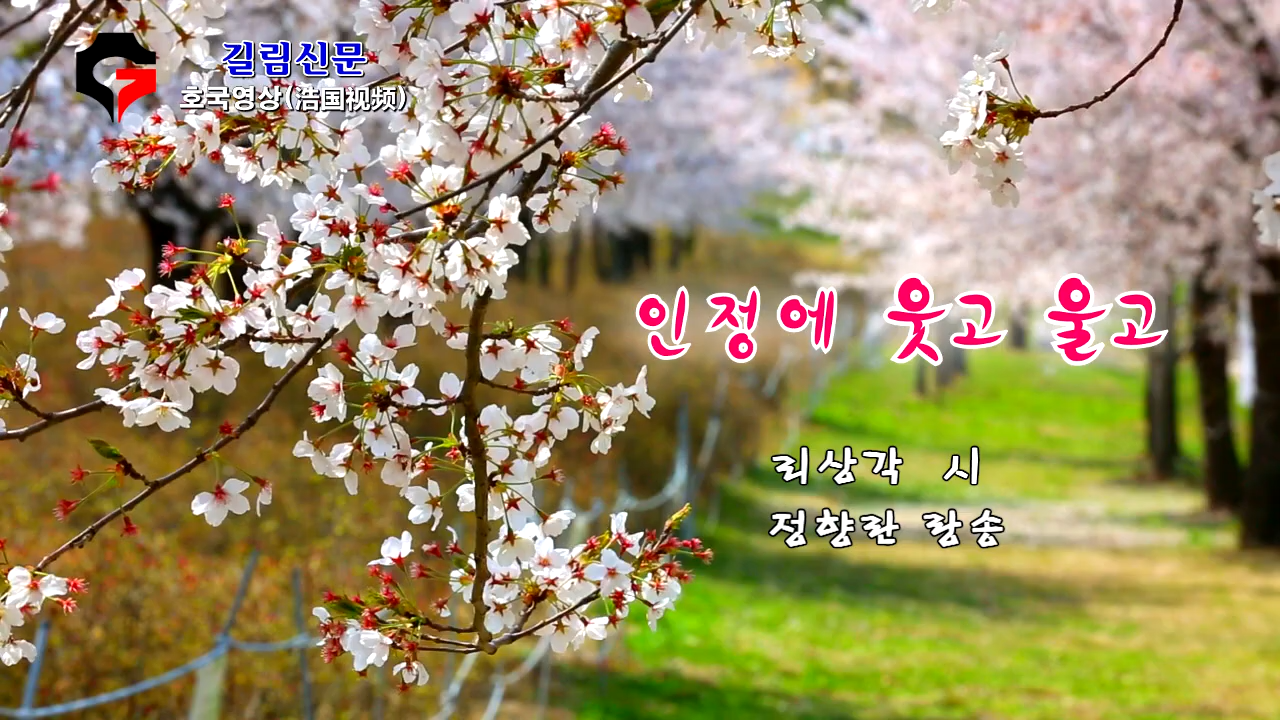 길림신문
호국영상(浩国视频)
인정에 웃고 울고
리상각 시
정향란 랑송